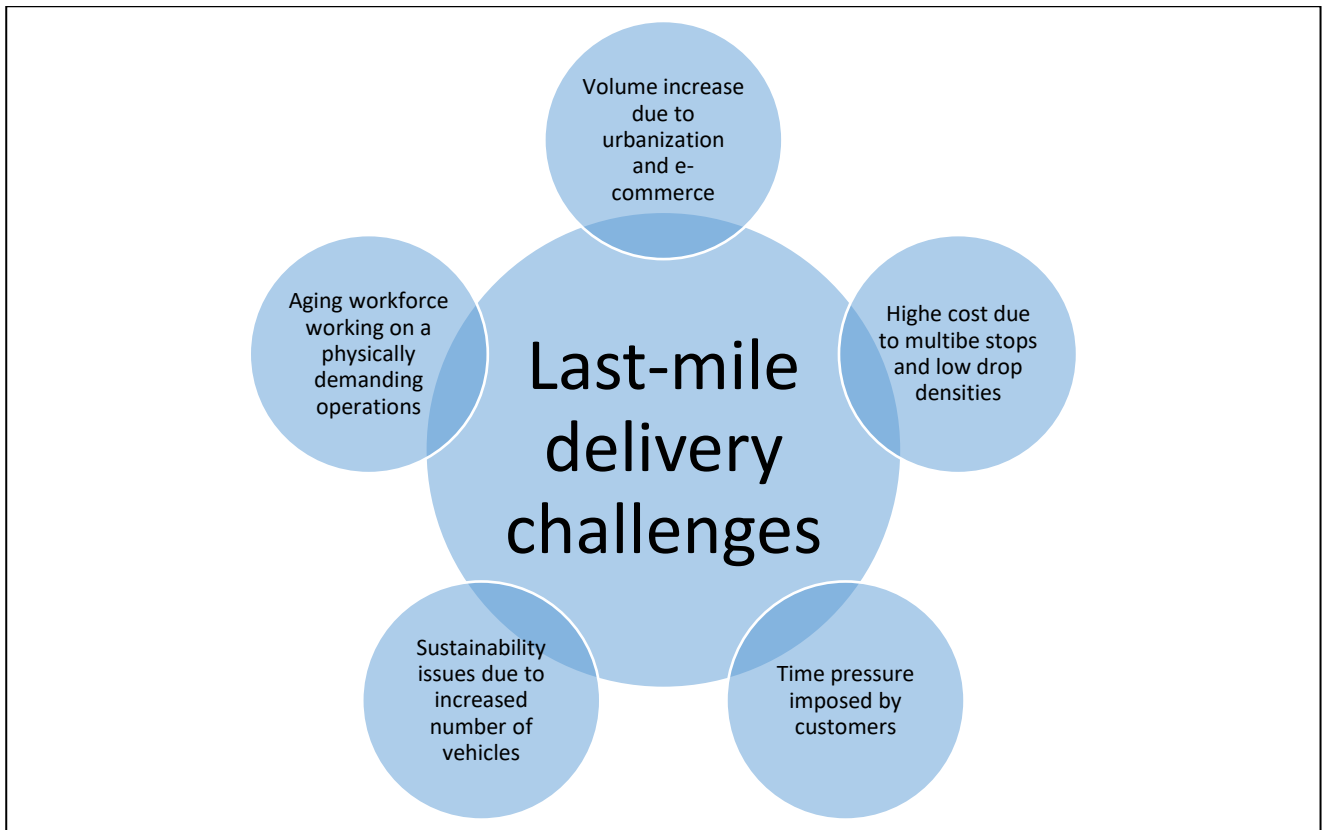 Volume increase
due to
urbanization
and e-
commerce
Highe cost due
to multibe stops
and low drop
densities
Time pressure
imposed by
customers
Sustainability
issues due to
increased
number of
vehicles
Aging workforce
working on a
physically
demanding
operations
Last-mile
delivery
challenges